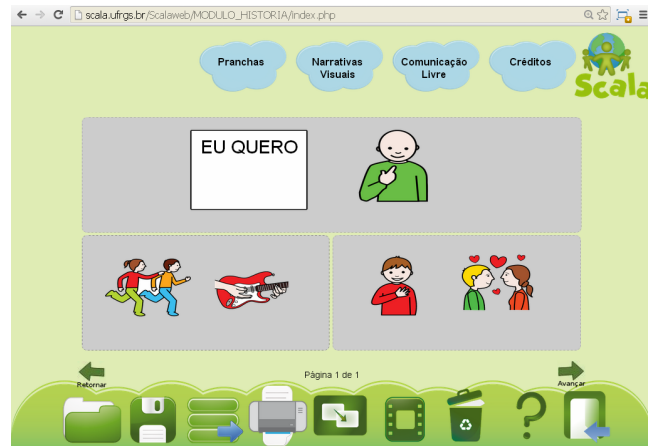 scala.ufrgs.br/Scalaweb/MODULO_HISTORIA/index.php
Pranchas
Narrativas
Visuais
Comunicação
Livre
Créditos
Scala
EU QUERO
Página 1 de 1
Retornar
Avançar
?